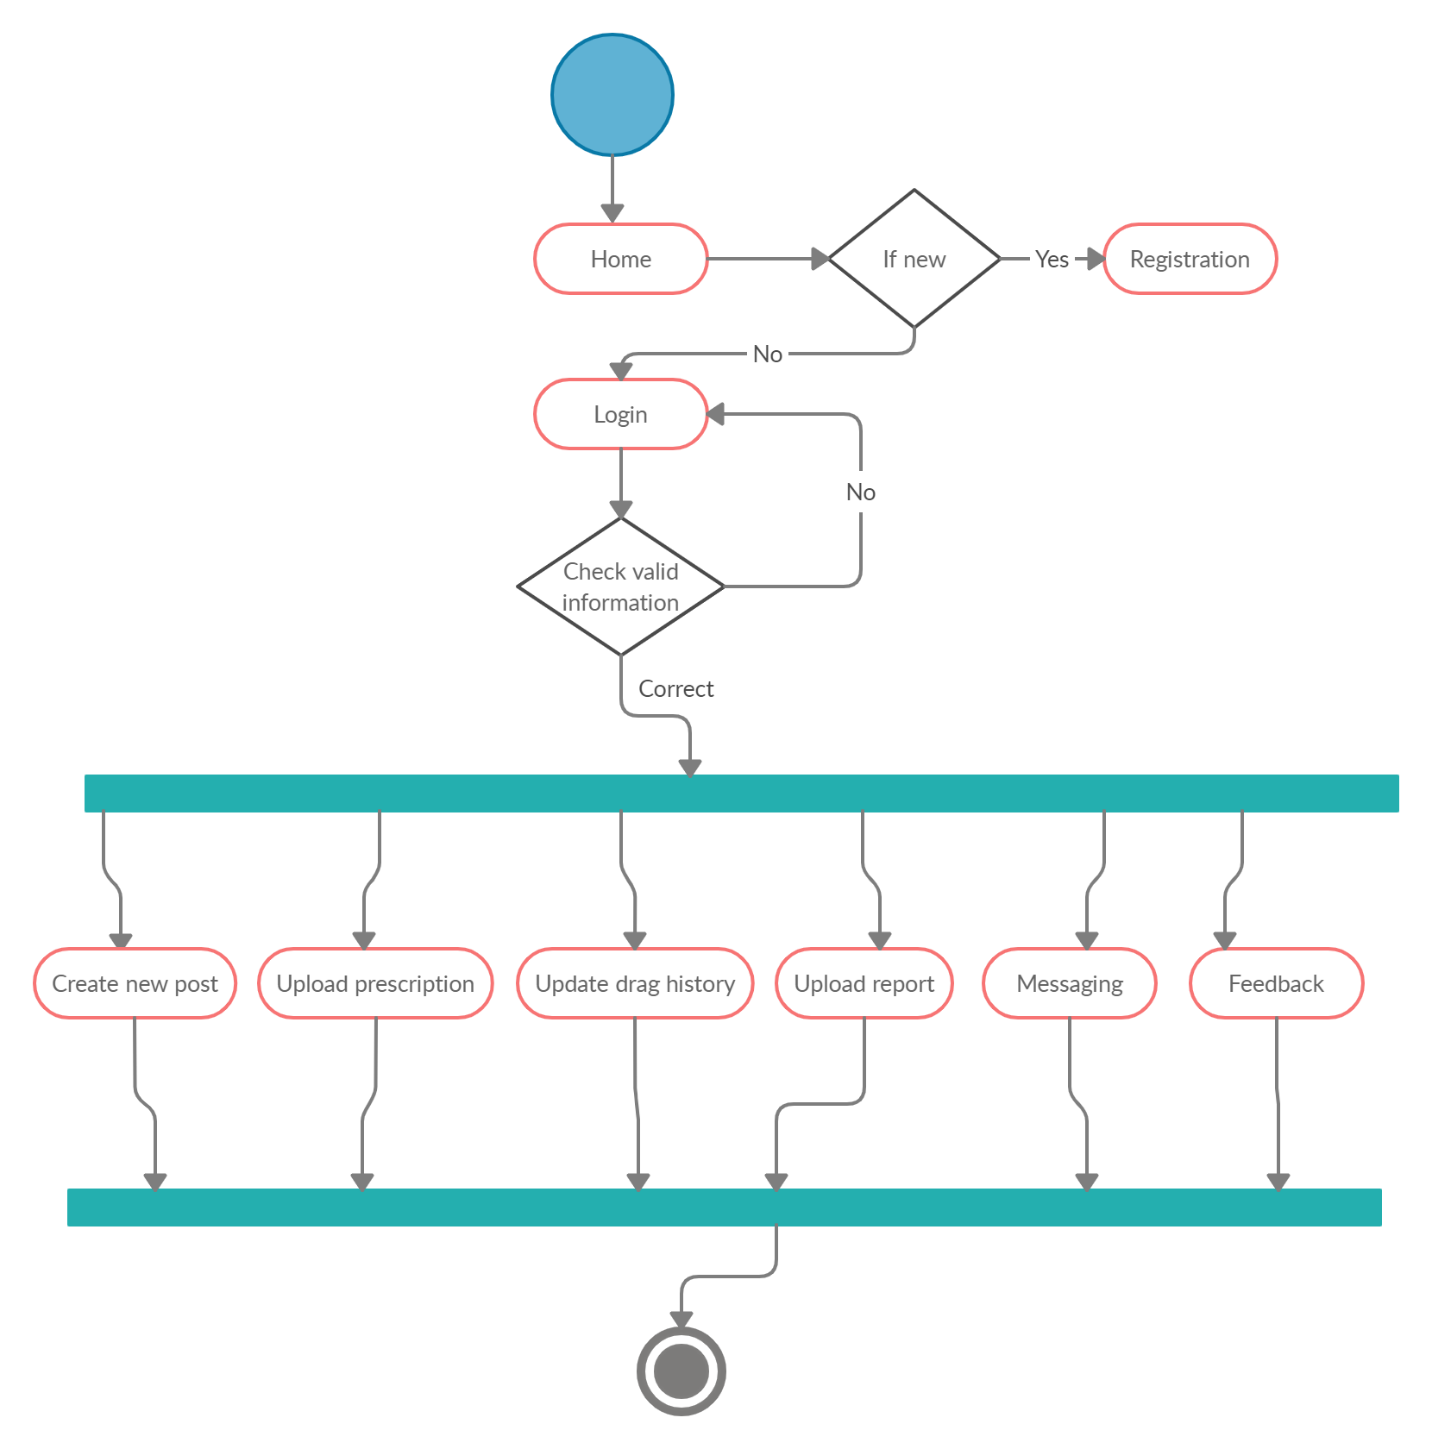 Home
If new
Yes
Registration
No
Login
No
Check valid
information
Correct
Create new post
Upload prescription
Update drag history
Upload report
Messaging
Feedback